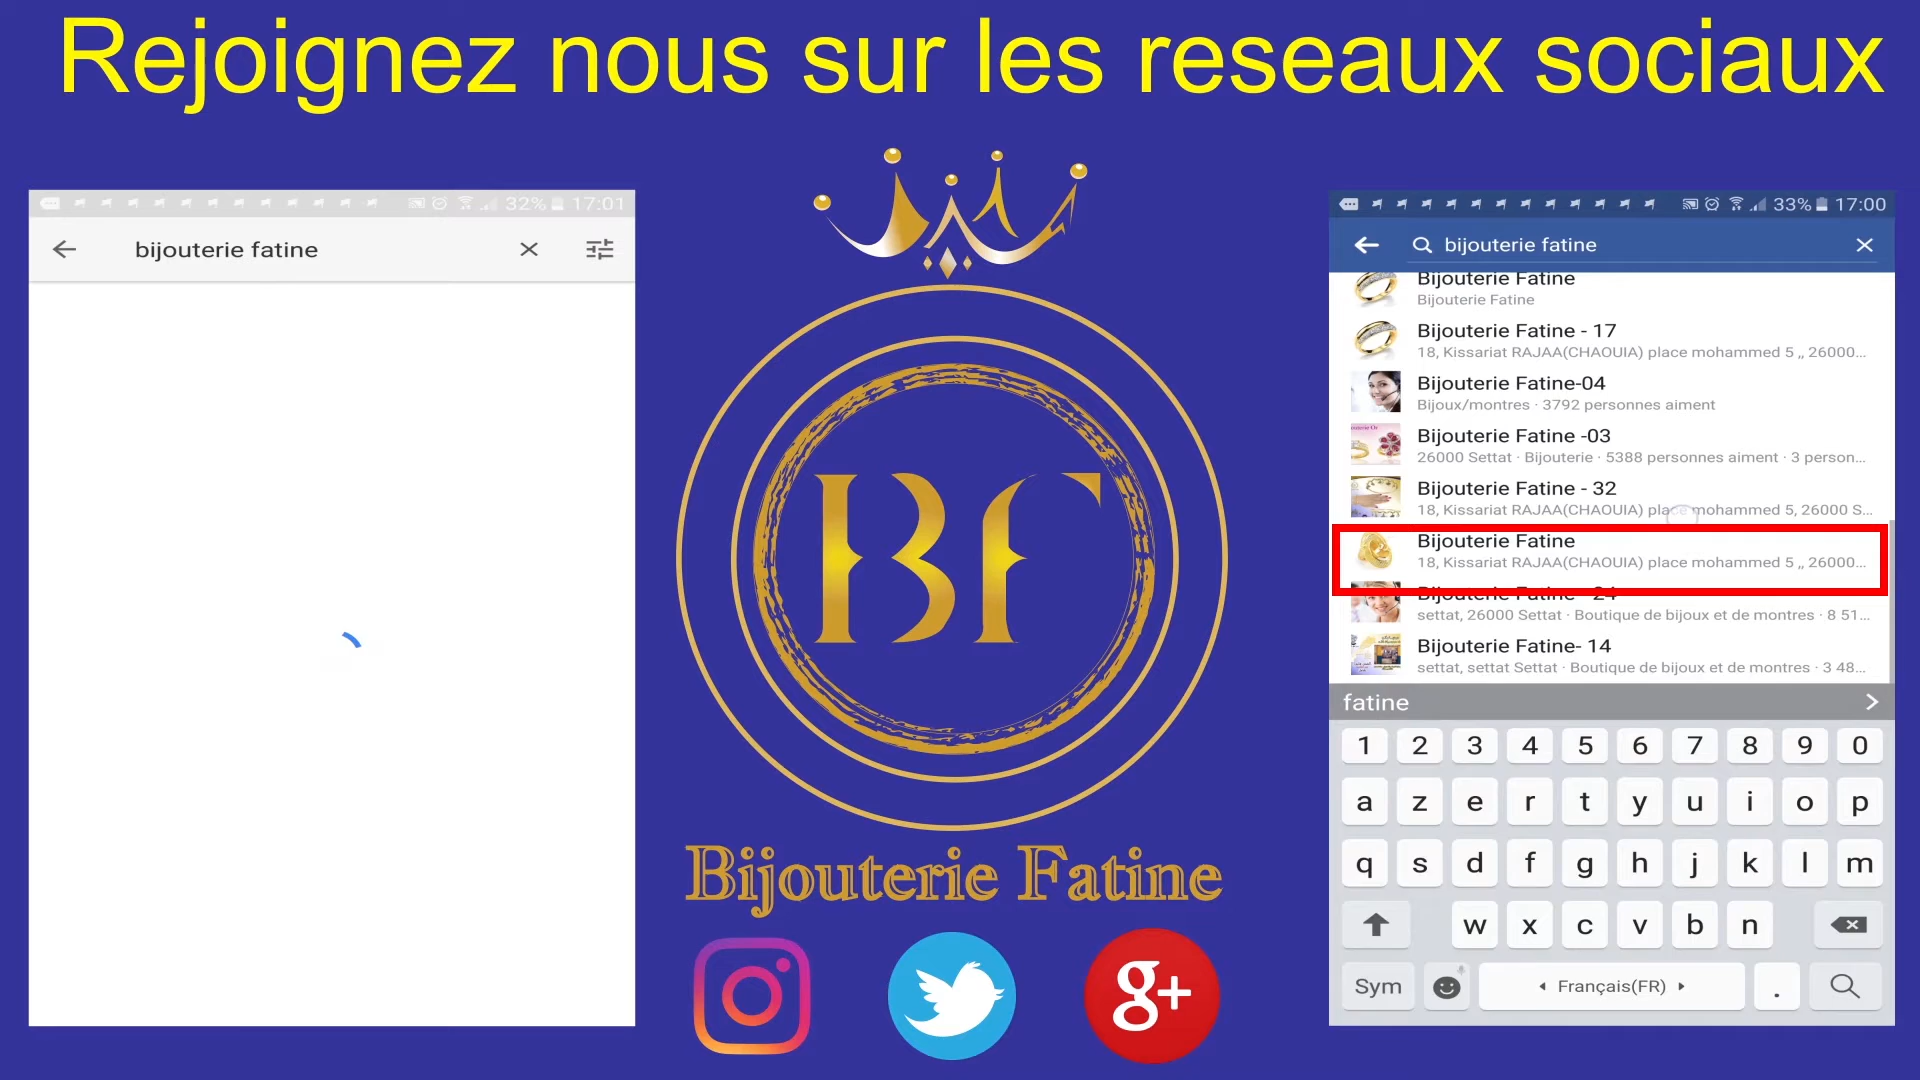 Rejoignez nous sur les reseaux sociaux
32% 17:01
bijouterie fatine
BF
Bijouterie Fatine
g+
33% 17:00
bijouterie fatine
Bijouterie Fatine
Bijouterie Fatine
Bijouterie Fatine - 17
18, Kissariat RAJAA(CHAOUIA) place mohammed 5 ,, 26000...
Bijouterie Fatine-04
Bijoux/montres · 3792 personnes aiment
Bijouterie Fatine -03
26000 Settat · Bijouterie · 5388 personnes aiment · 3 person...
Bijouterie Fatine - 32
18, Kissariat RAJAA(CHAOUIA) place mohammed 5, 26000 S...
Bijouterie Fatine
18, Kissariat RAJAA(CHAOUIA) place mohammed 5 ,, 26000...
Bijouterie Fatine - 24
settat, 26000 Settat · Boutique de bijoux et de montres · 8 51...
Bijouterie Fatine- 14
settat, settat Settat · Boutique de bijoux et de montres · 3 48...
fatine
1 2 3 4 5 6 7 8 9 0
a z e r t y u i o p
q s d f g h j k l m
w x c v b n
Sym Français(FR) .